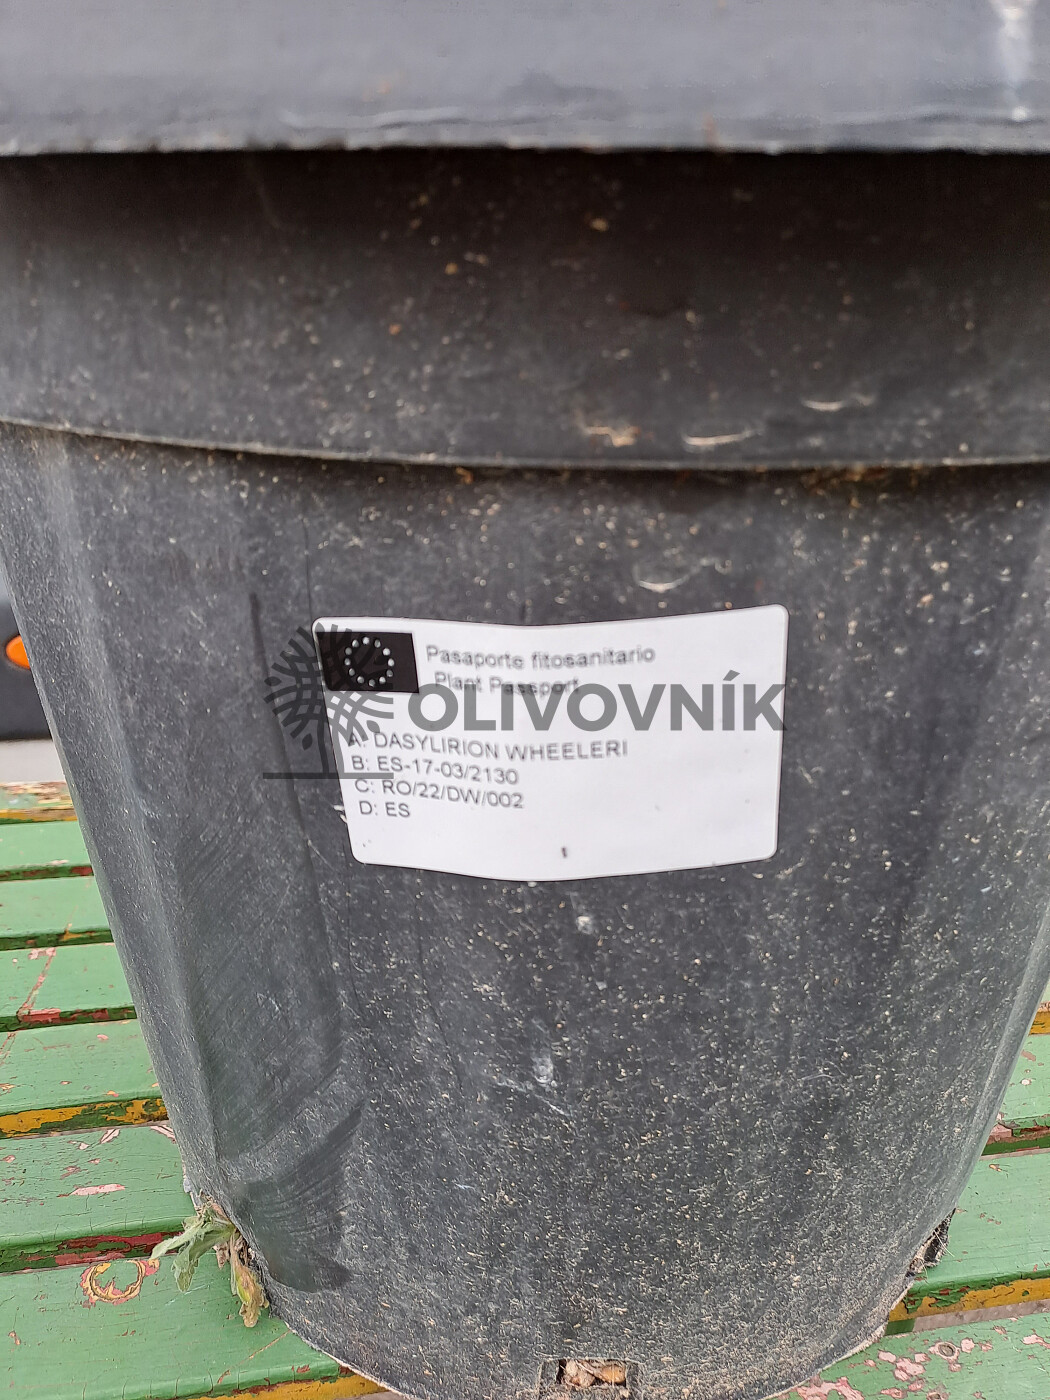 Pasaporte fitosanitario
Plant Passport
OLIVOVNÍK
A: DASYLIRION WHEELERI
B: ES-17-03/2130
C: RO/22/DW/002
D: ES